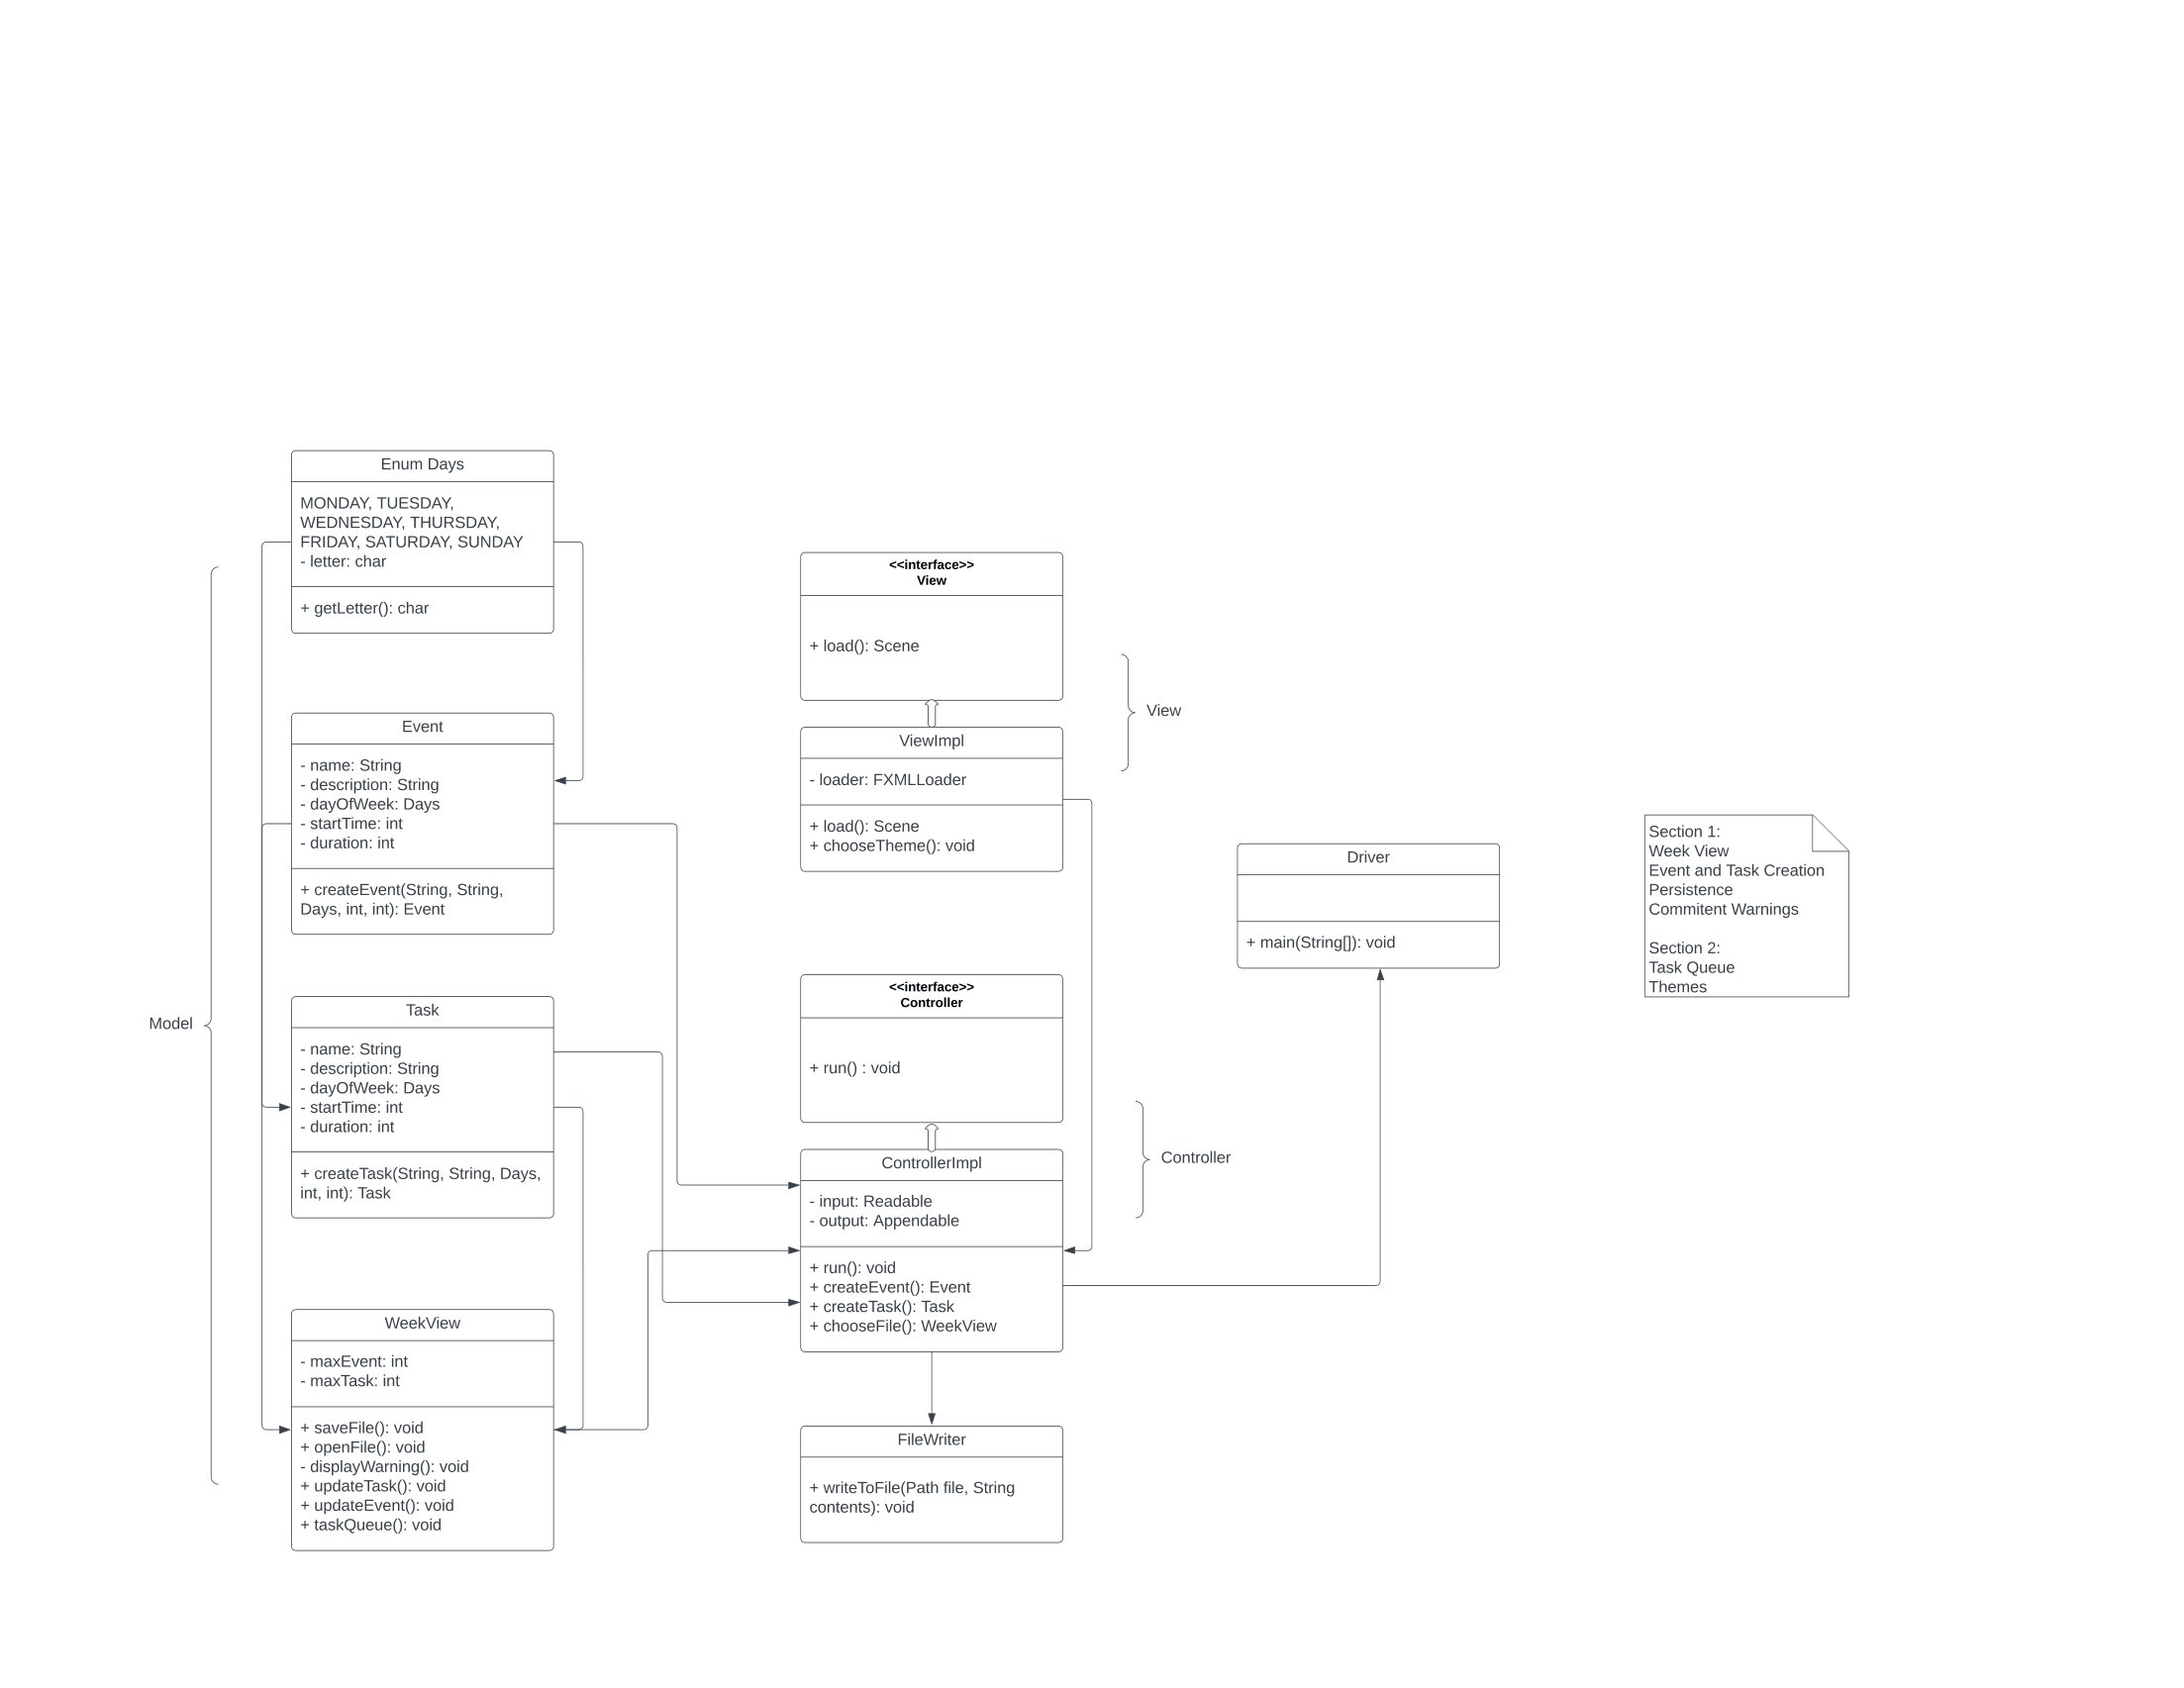 Enum Days
MONDAY, TUESDAY,
WEDNESDAY, THURSDAY,
FRIDAY, SATURDAY, SUNDAY
- letter: char
+ getLetter(): char
Event
- name: String
- description: String
- dayOfWeek: Days
- startTime: int
- duration: int
+ createEvent(String, String,
Days, int, int): Event
Model
Task
- name: String
- description: String
- dayOfWeek: Days
- startTime: int
- duration: int
+ createTask(String, String, Days,
int, int): Task
WeekView
- maxEvent: int
- maxTask: int
+ saveFile(): void
+ openFile(): void
- displayWarning(): void
+ updateTask(): void
+ updateEvent(): void
+ taskQueue(): void
<<interface>>
View
+ load(): Scene
View
ViewImpl
- loader: FXMLLoader
+ load(): Scene
+ chooseTheme(): void
<<interface>>
Controller
+ run() : void
Controller
ControllerImpl
- input: Readable
- output: Appendable
+ run(): void
+ createEvent(): Event
+ createTask(): Task
+ chooseFile(): WeekView
FileWriter
+ writeToFile(Path file, String
contents): void
Driver
+ main(String[]): void
Section 1:
Week View
Event and Task Creation
Persistence
Commitent Warnings
Section 2:
Task Queue
Themes